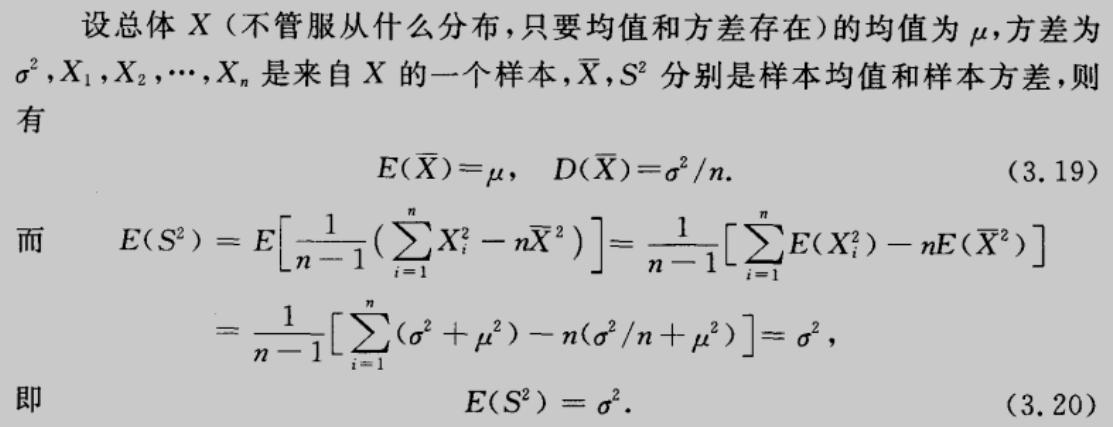 设总体 X (不管服从什么分布,只要均值和方差存在)的均值为 μ,方差为
σ²,X₁,X₂,⋯,Xₙ 是来自 X 的一个样本,X̄,S² 分别是样本均值和样本方差,则
有
E(X̄)=μ, D(X̄)=σ²/n. (3.19)
而 E(S²) = E[1/(n−1) (∑ᵢ₌₁ⁿ Xᵢ² − nX̄²)] = 1/(n−1) [∑ᵢ₌₁ⁿ E(Xᵢ²) − nE(X̄²)]
= 1/(n−1) [∑ᵢ₌₁ⁿ (σ² + μ²) − n(σ²/n + μ²)] = σ²,
即 E(S²) = σ². (3.20)